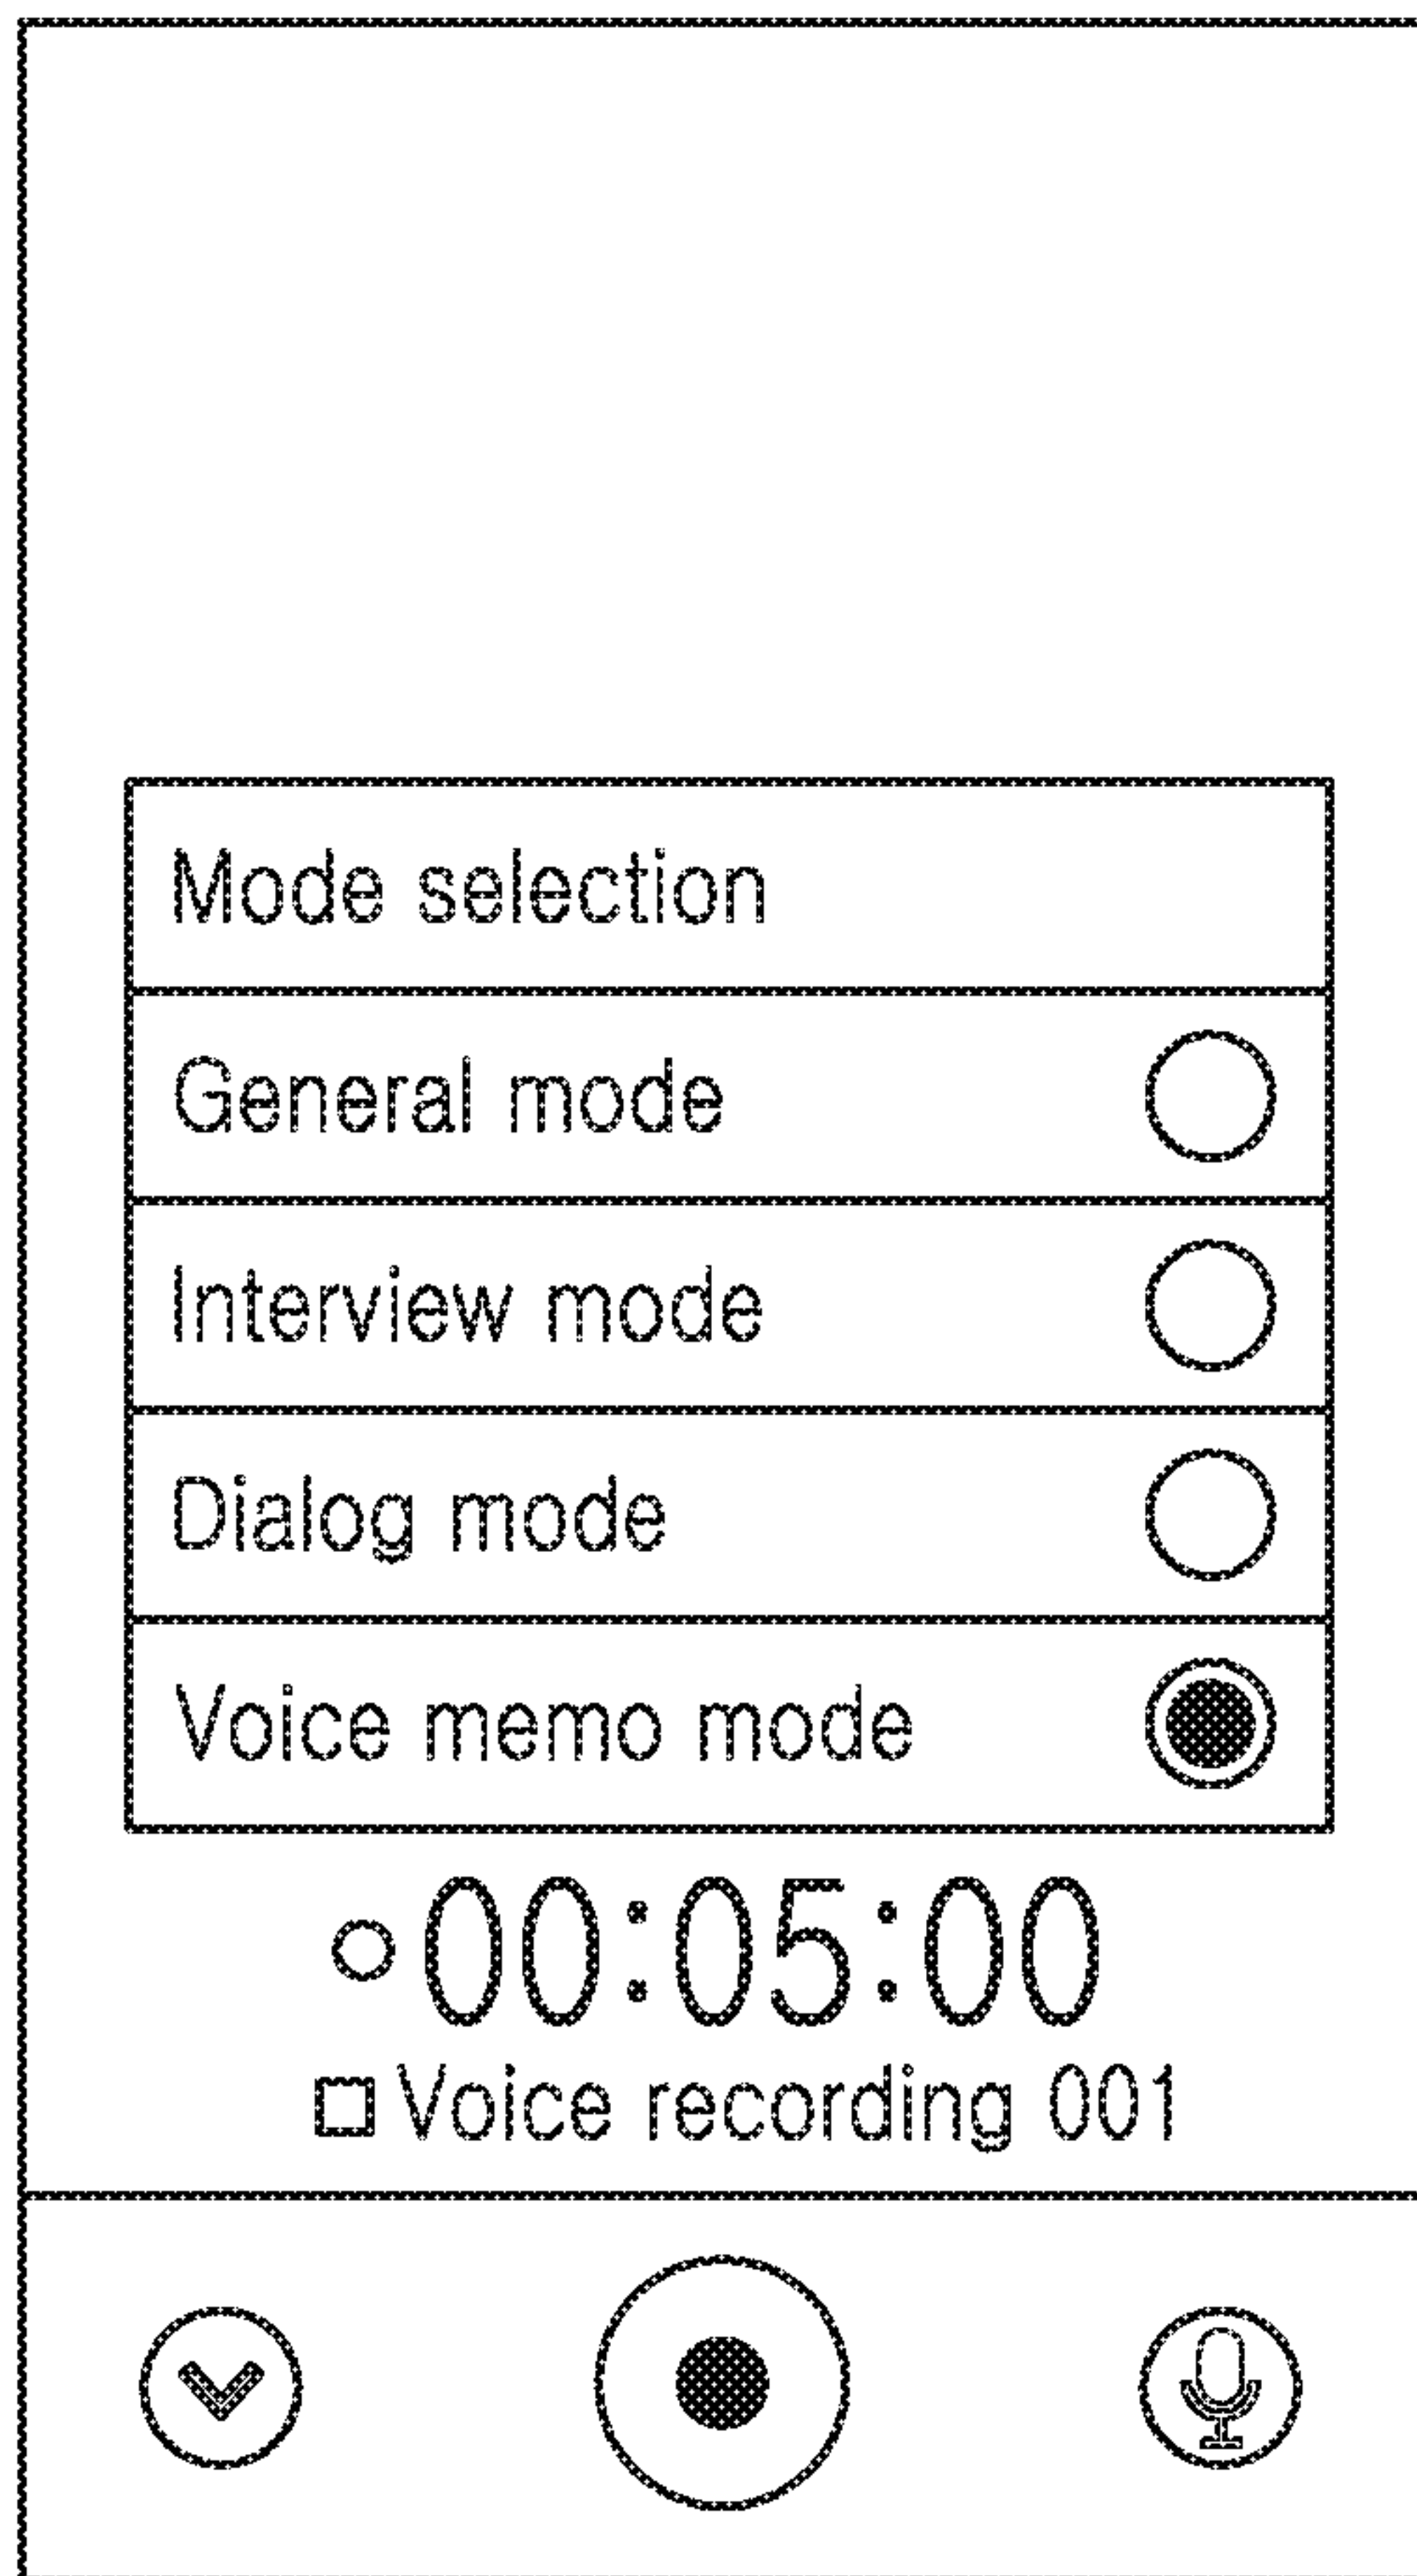 Mode selection
General mode
Interview mode
Dialog mode
Voice memo mode
00:05:00
Voice recording 001